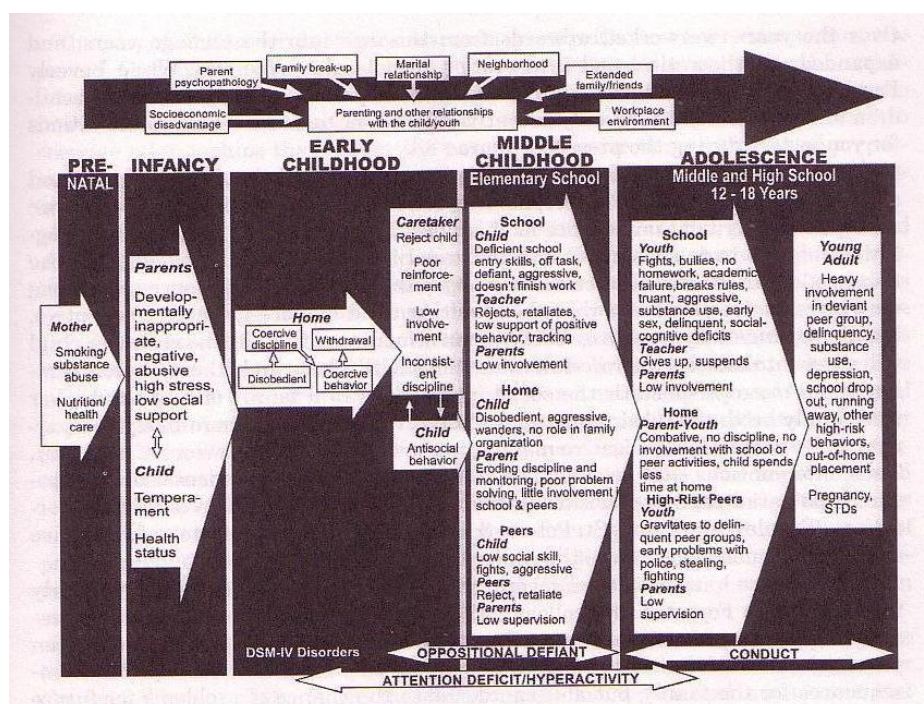 Parent
psychopathology
Family break-up
Marital
relationship
Neighborhood
Extended
family/friends
Socioeconomic
disadvantage
Parenting and other relationships
with the child/youth
Workplace
environment
PRE-
NATAL
INFANCY
EARLY
CHILDHOOD
MIDDLE
CHILDHOOD
Elementary School
ADOLESCENCE
Middle and High School
12 - 18 Years
Mother
Smoking/
substance
abuse
Nutrition/
health
care
Parents
Develop-
mentally
inappropri-
ate,
negative,
abusive
high stress,
low social
support
Child
Tempera-
ment
Health
status
Home
Coercive
discipline
Withdrawal
Disobedient
Coercive
behavior
Caretaker
Reject child
Poor
reinforce-
ment
Low
involve-
ment
Inconsist-
ent
discipline
Child
Antisocial
behavior
School
Child
Deficient school
entry skills, off task,
defiant, aggressive,
doesn't finish work
Teacher
Rejects, retaliates,
low support of positive
behavior, tracking
Parents
Low involvement
Home
Child
Disobedient, aggressive,
wanders, no role in family
organization
Parent
Eroding discipline and
monitoring, poor problem
solving, little involvement
school & peers
Peers
Child
Low social skill,
fights, aggressive
Peers
Reject, retaliate
Parents
Low supervision
School
Youth
Fights, bullies, no
homework, academic
failure,breaks rules,
truant, aggressive,
substance use, early
sex, delinquent, social-
cognitive deficits
Teacher
Gives up, suspends
Parents
Low involvement
Home
Parent-Youth
Combative, no discipline, no
involvement with school or
peer activities, child spends
less
time at home
High-Risk Peers
Youth
Gravitates to delin-
quent peer groups,
early problems with
police, stealing,
fighting
Parents
Low
supervision
Young
Adult
Heavy
involvement
in deviant
peer group,
delinquency,
substance
use,
depression,
school drop
out, running
away, other
high-risk
behaviors,
out-of-home
placement
Pregnancy,
STDs
DSM-IV Disorders
OPPOSITIONAL DEFIANT
CONDUCT
ATTENTION DEFICIT/HYPERACTIVITY